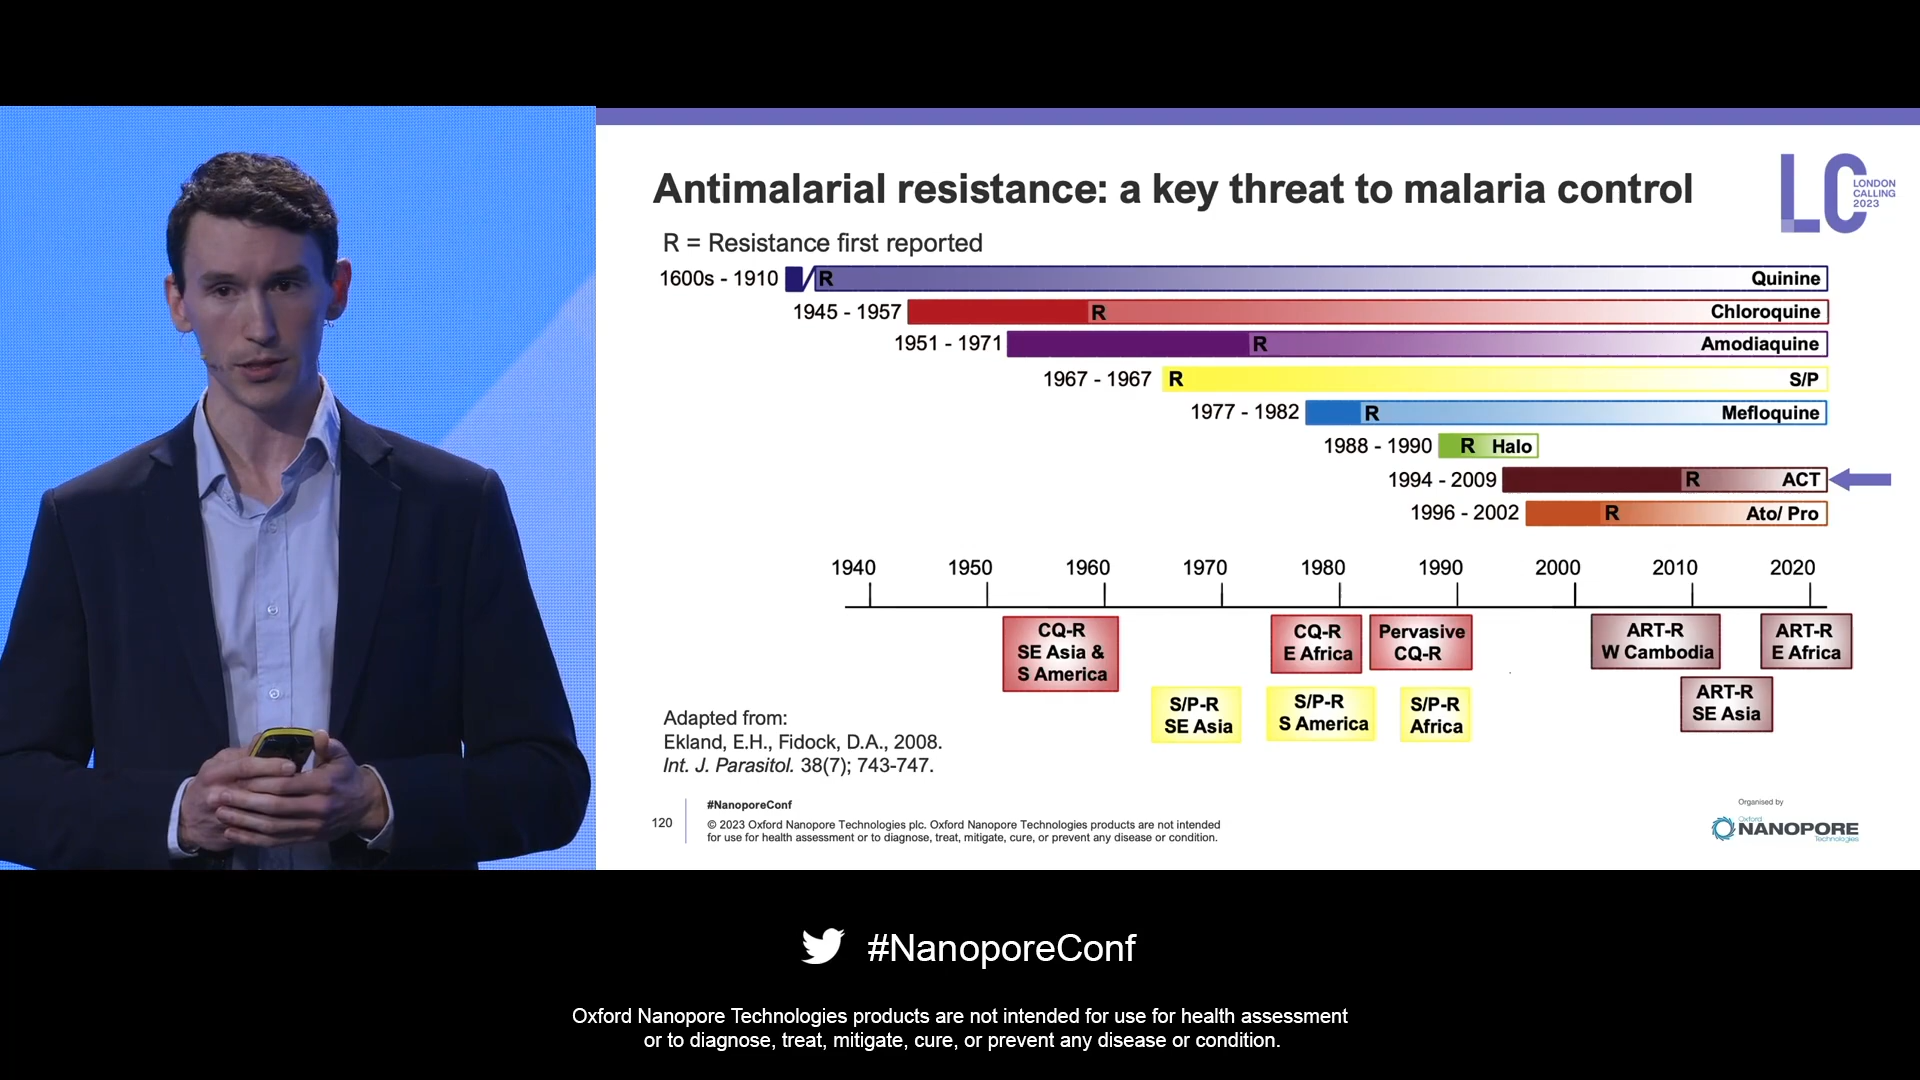 Antimalarial resistance: a key threat to malaria control
LC
LONDON
CALLING
2023
R = Resistance first reported
1600s - 1910 R Quinine
1945 - 1957 R Chloroquine
1951 - 1971 R Amodiaquine
1967 - 1967 R S/P
1977 - 1982 R Mefloquine
1988 - 1990 R Halo
1994 - 2009 R ACT
1996 - 2002 R Ato/ Pro
1940 1950 1960 1970 1980 1990 2000 2010 2020
CQ-R
SE Asia &
S America
CQ-R
E Africa
Pervasive
CQ-R
ART-R
W Cambodia
ART-R
E Africa
S/P-R
SE Asia
S/P-R
S America
S/P-R
Africa
ART-R
SE Asia
Adapted from:
Ekland, E.H., Fidock, D.A., 2008.
Int. J. Parasitol. 38(7); 743-747.
120
#NanoporeConf
© 2023 Oxford Nanopore Technologies plc. Oxford Nanopore Technologies products are not intended
for use for health assessment or to diagnose, treat, mitigate, cure, or prevent any disease or condition.
Organised by
Oxford
NANOPORE
Technologies
#NanoporeConf
Oxford Nanopore Technologies products are not intended for use for health assessment
or to diagnose, treat, mitigate, cure, or prevent any disease or condition.